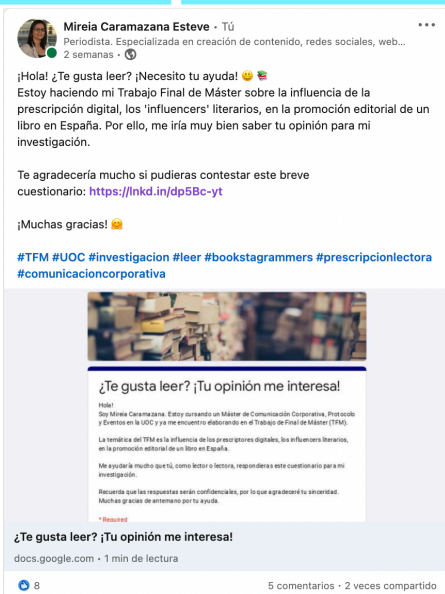 Mireia Caramazana Esteve • Tú
Periodista. Especializada en creación de contenido, redes sociales, web...
2 semanas •
¡Hola! ¿Te gusta leer? ¡Necesito tu ayuda! 😀 📚
Estoy haciendo mi Trabajo Final de Máster sobre la influencia de la
prescripción digital, los 'influencers' literarios, en la promoción editorial de un
libro en España. Por ello, me iría muy bien saber tu opinión para mi
investigación.
Te agradecería mucho si pudieras contestar este breve
cuestionario: https://lnkd.in/dp5Bc-yt
¡Muchas gracias! 🤗
#TFM #UOC #investigacion #leer #bookstagrammers #prescripcionlectora
#comunicacioncorporativa
¿Te gusta leer? ¡Tu opinión me interesa!
Hola!
Soy Mireia Caramazana. Estoy cursando un Máster de Comunicación Corporativa, Protocolo
y Eventos en la UOC y ya me encuentro elaborando en el Trabajo de Final de Máster (TFM).
La temática del TFM es la influencia de los prescriptores digitales, los influencers literarios,
en la promoción editorial de un libro en España.
Me ayudaría mucho que tú, como lector o lectora, respondieras este cuestionario para mi
investigación.
Recuerda que las respuestas serán confidenciales, por lo que agradeceré tu sinceridad.
Muchas gracias de antemano por tu ayuda.
* Required
¿Te gusta leer? ¡Tu opinión me interesa!
docs.google.com • 1 min de lectura
8
5 comentarios • 2 veces compartido